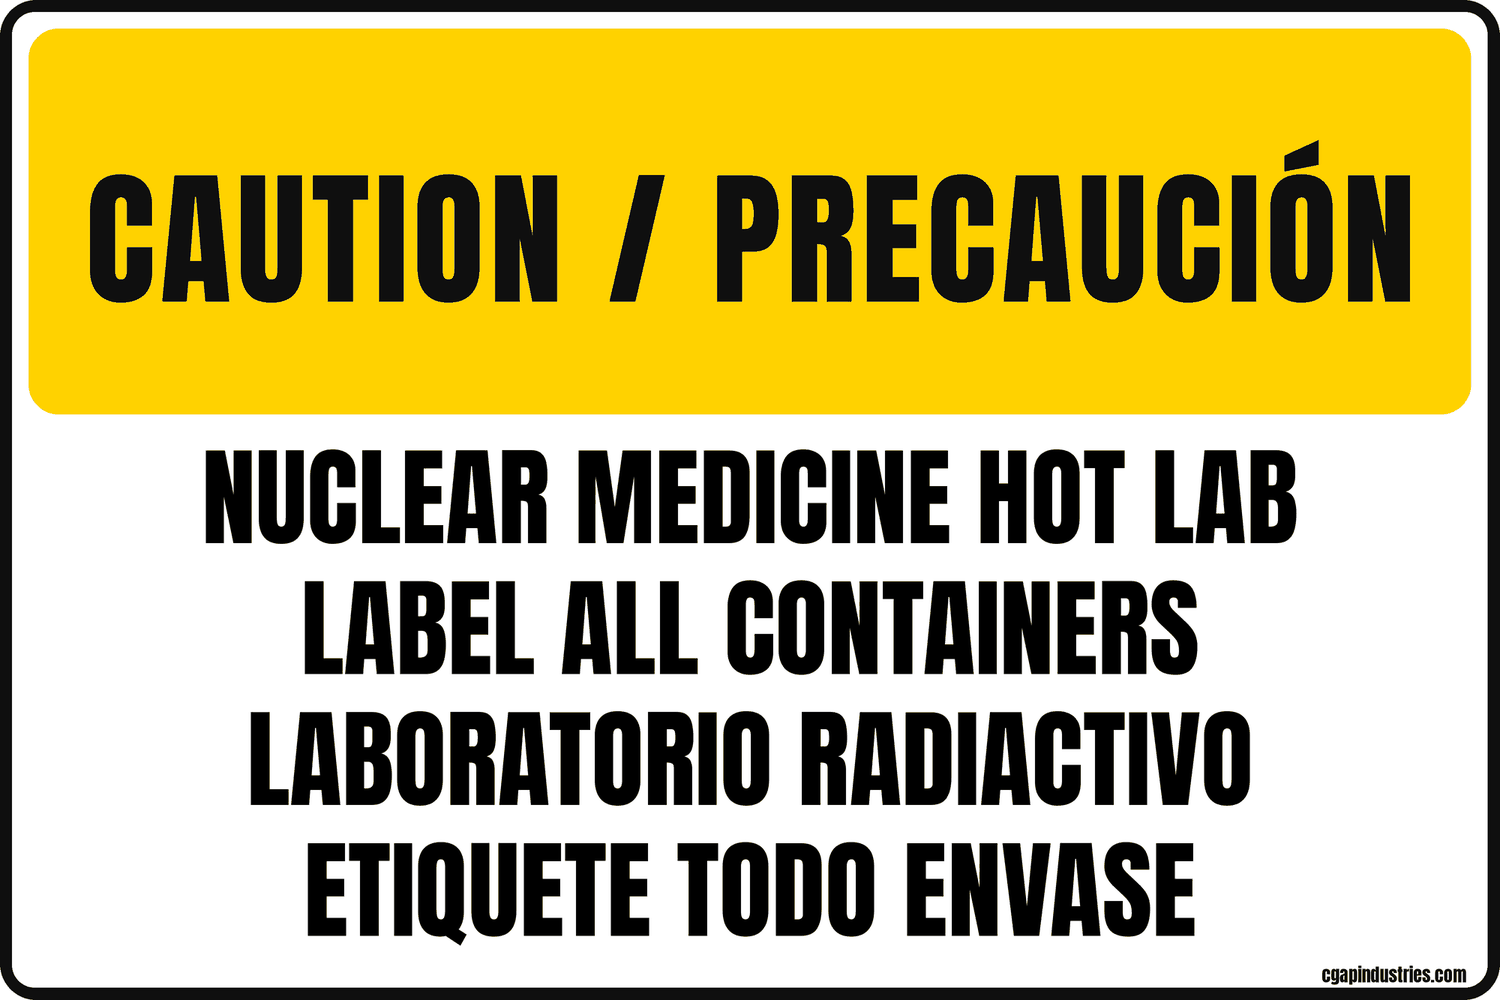 CAUTION / PRECAUCIÓN
NUCLEAR MEDICINE HOT LAB
LABEL ALL CONTAINERS
LABORATORIO RADIACTIVO
ETIQUETE TODO ENVASE
cgapindustries.com